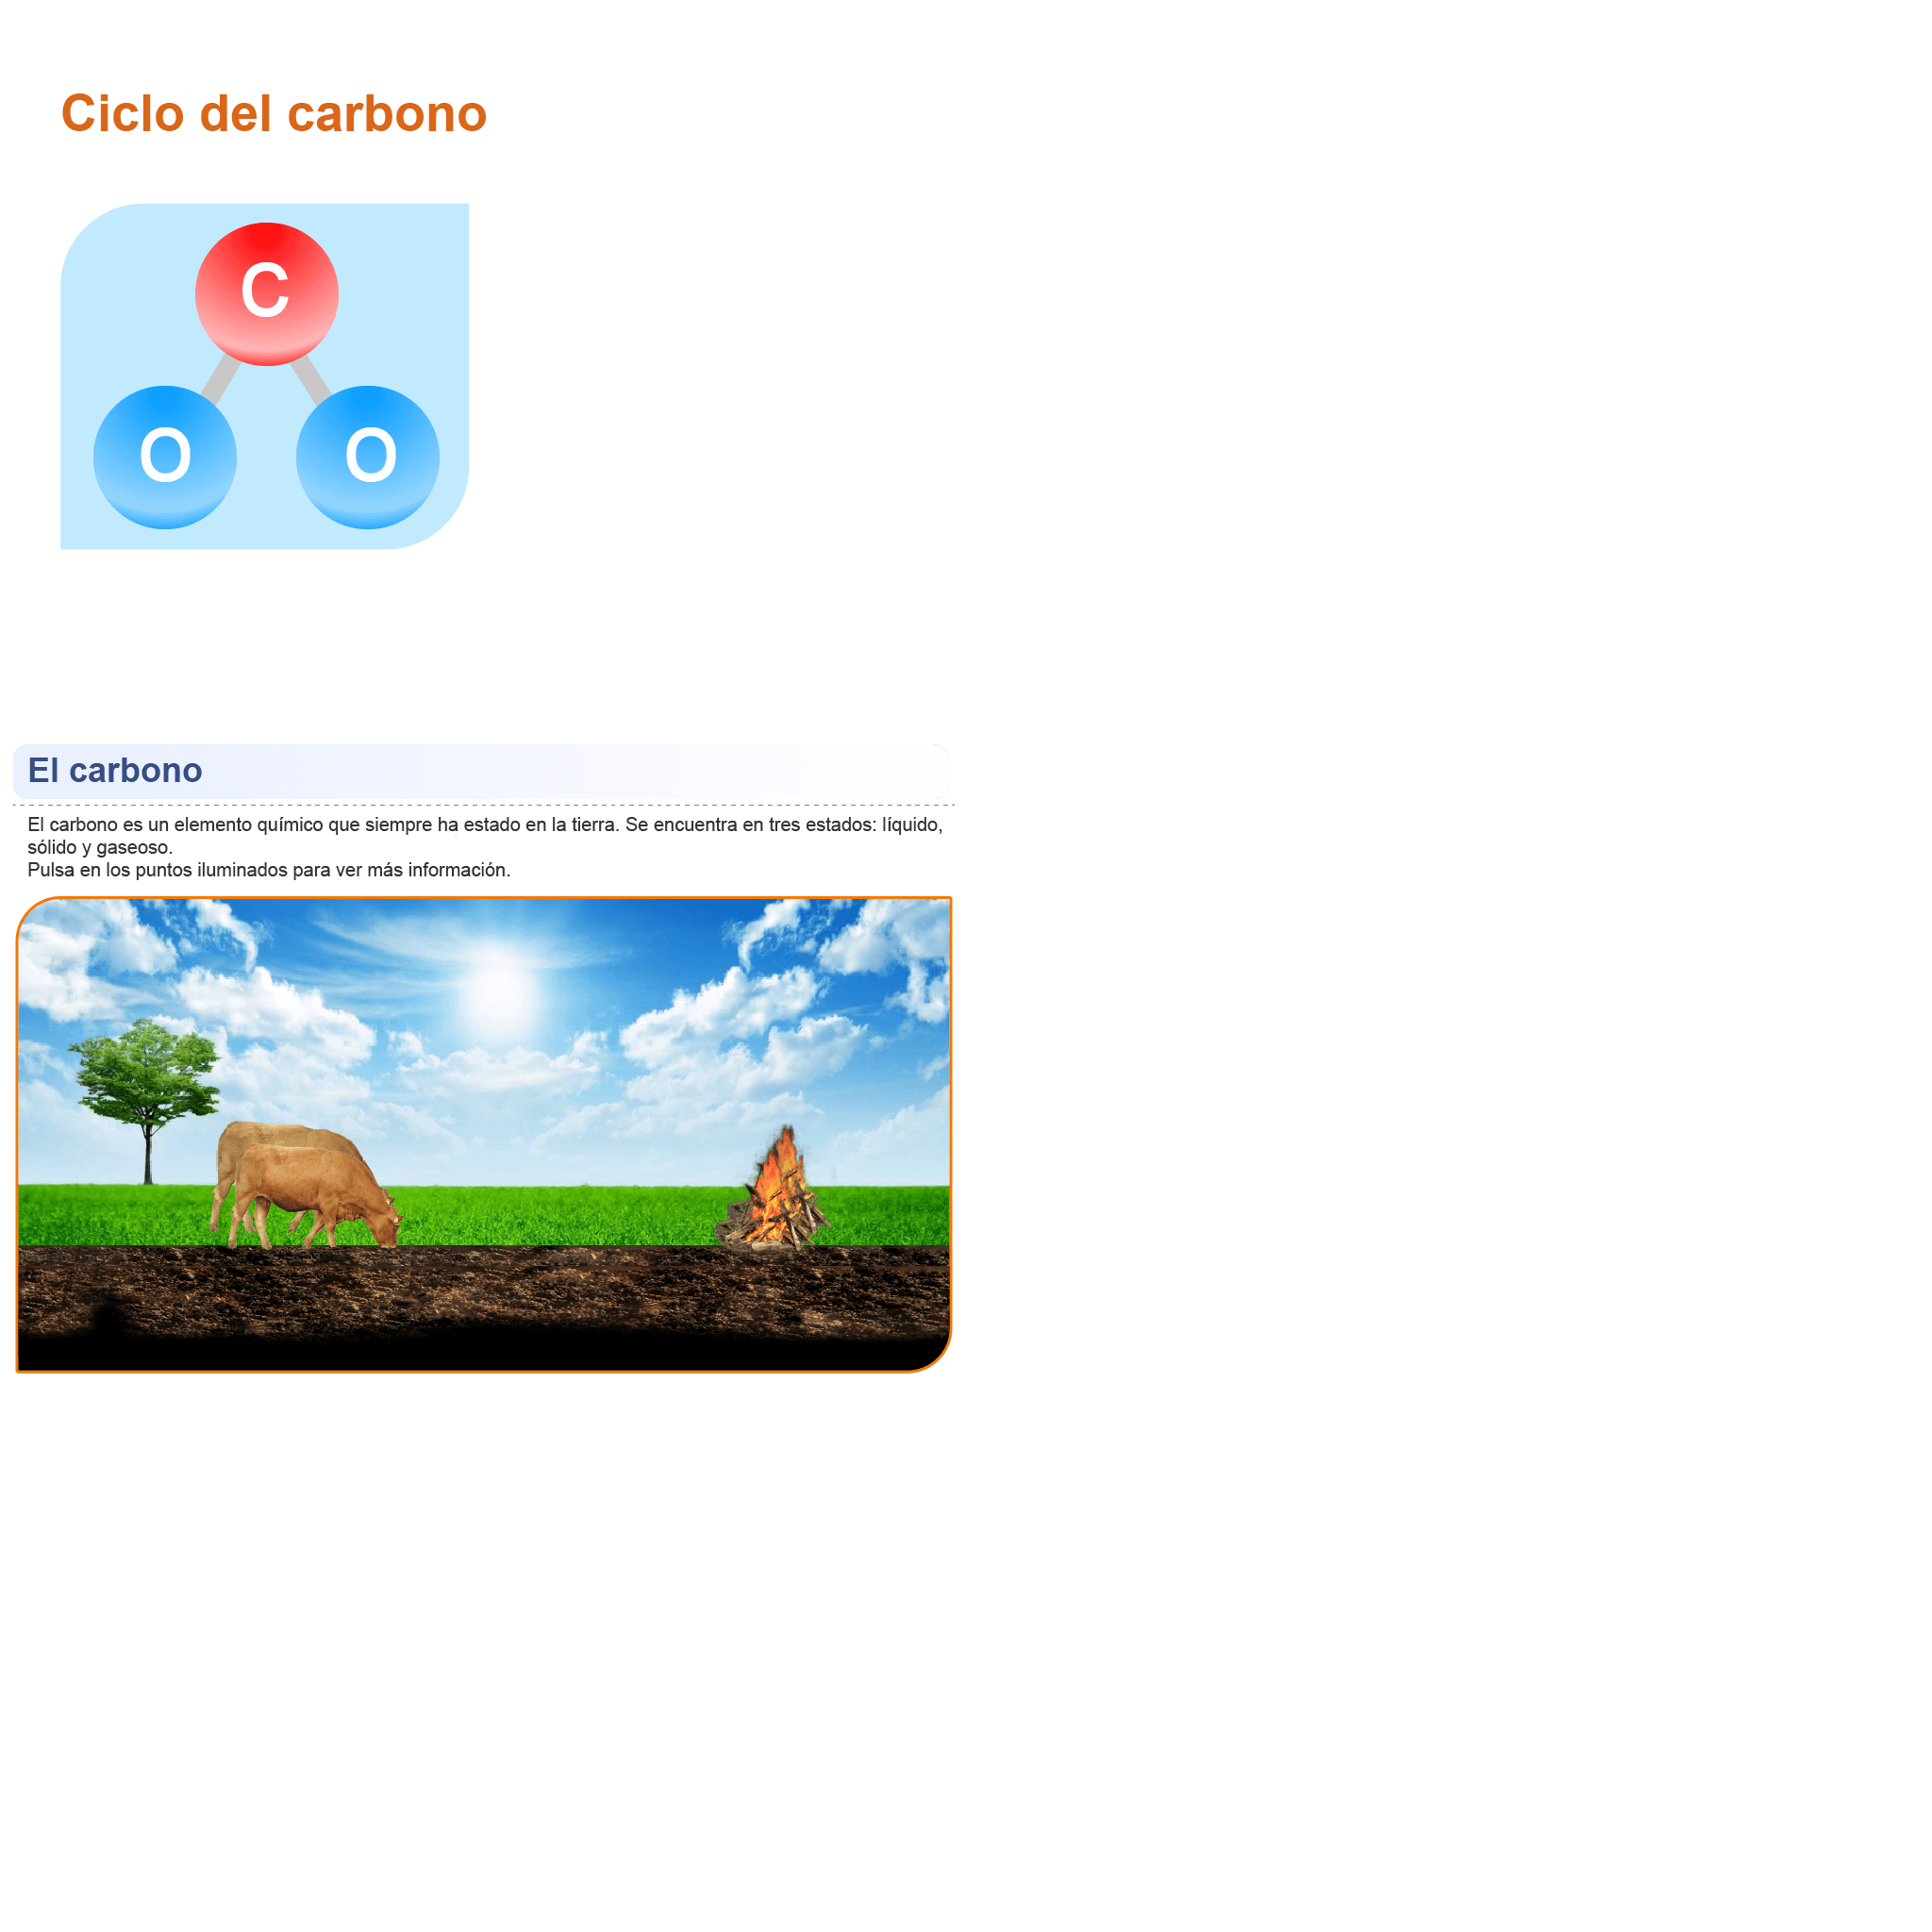 Ciclo del carbono
C
O O
El carbono
El carbono es un elemento químico que siempre ha estado en la tierra. Se encuentra en tres estados: líquido,
sólido y gaseoso.
Pulsa en los puntos iluminados para ver más información.